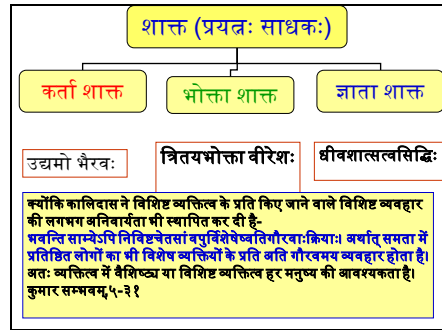 शाक्त (प्रयत्नः साधकः)
कर्ता शाक्त
भोक्ता शाक्त
ज्ञाता शाक्त
उद्यमो भैरवः
त्रितयभोक्ता वीरेशः
धीवशात्सत्वसिद्धिः
क्योंकि कालिदास ने विशिष्ट व्यक्तित्व के प्रति किए जाने वाले विशिष्ट व्यवहार
की लगभग अनिवार्यता भी स्थापित कर दी है-
भवन्ति साम्येऽपि निविष्टचेतसां वपुर्विशेषेष्वतिगौरवाःक्रियाः। अर्थात् समता में
प्रतिष्ठित लोगों का भी विशेष व्यक्तियों के प्रति अति गौरवमय व्यवहार होता है।
अतः व्यक्तित्व में वैशिष्ट्य या विशिष्ट व्यक्तित्व हर मनुष्य की आवश्यकता है।
कुमार सम्भवम्,५-३१